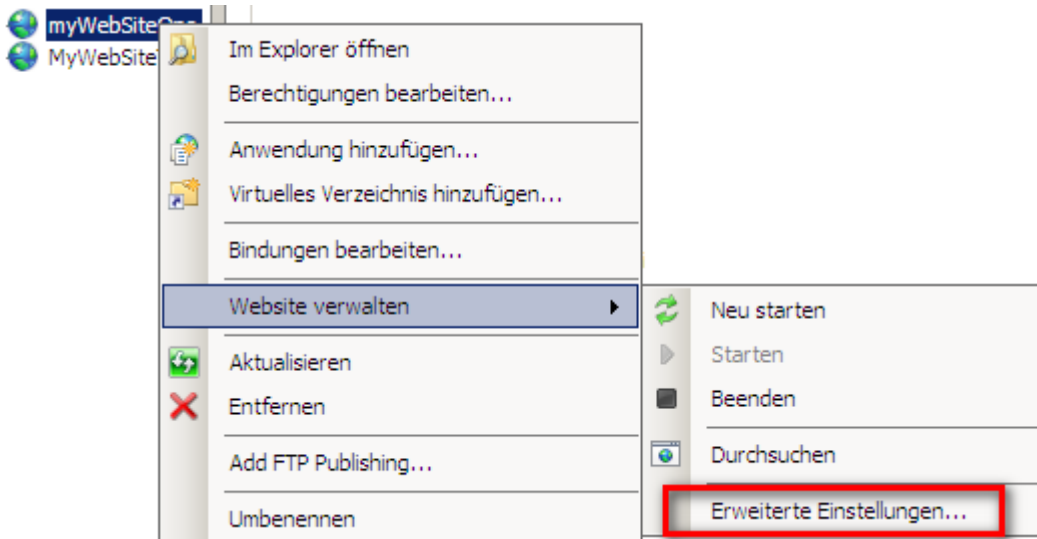 myWebSiteOne
MyWebSite
Im Explorer öffnen
Berechtigungen bearbeiten...
Anwendung hinzufügen...
Virtuelles Verzeichnis hinzufügen...
Bindungen bearbeiten...
Website verwalten
Aktualisieren
Entfernen
Add FTP Publishing...
Umbenennen
Neu starten
Starten
Beenden
Durchsuchen
Erweiterte Einstellungen...